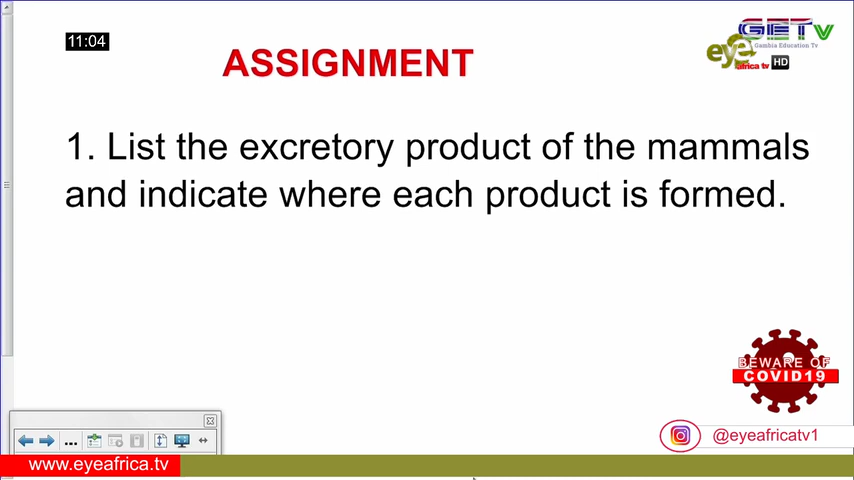 11:04
GETv
Gambia Education Tv
eye
africa tv HD
ASSIGNMENT
1. List the excretory product of the mammals
and indicate where each product is formed.
BEWARE OF
COVID19
...
@eyeafricatv1
www.eyeafrica.tv